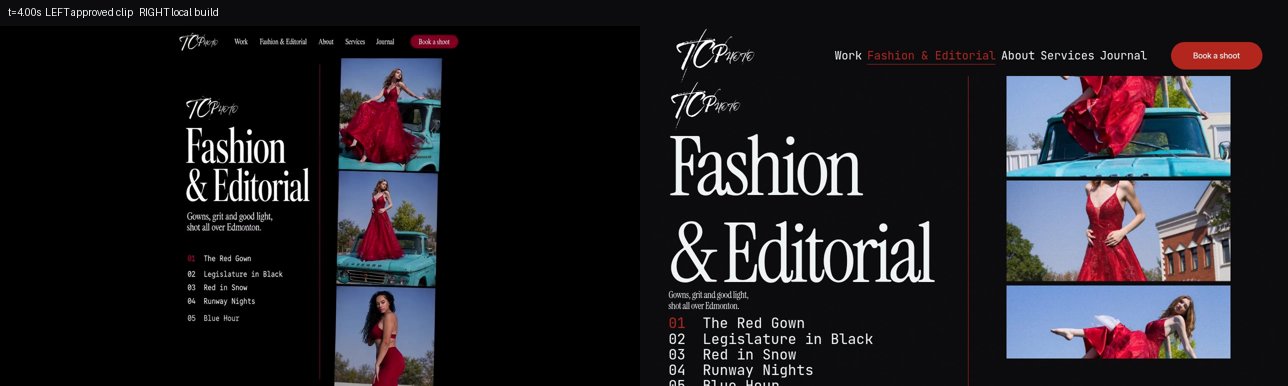 t=4.00s LEFT approved clip RIGHT local build
TCPHOTO
Work Fashion & Editorial About Services Journal Book a shoot
TCPHOTO
Fashion
& Editorial
Gowns, grit and good light,
shot all over Edmonton.
01 The Red Gown
02 Legislature in Black
03 Red in Snow
04 Runway Nights
05 Blue Hour
TCPHOTO
Work Fashion & Editorial About Services Journal Book a shoot
TCPHOTO
Fashion
& Editorial
Gowns, grit and good light,
shot all over Edmonton.
01 The Red Gown
02 Legislature in Black
03 Red in Snow
04 Runway Nights
05 Blue Hour